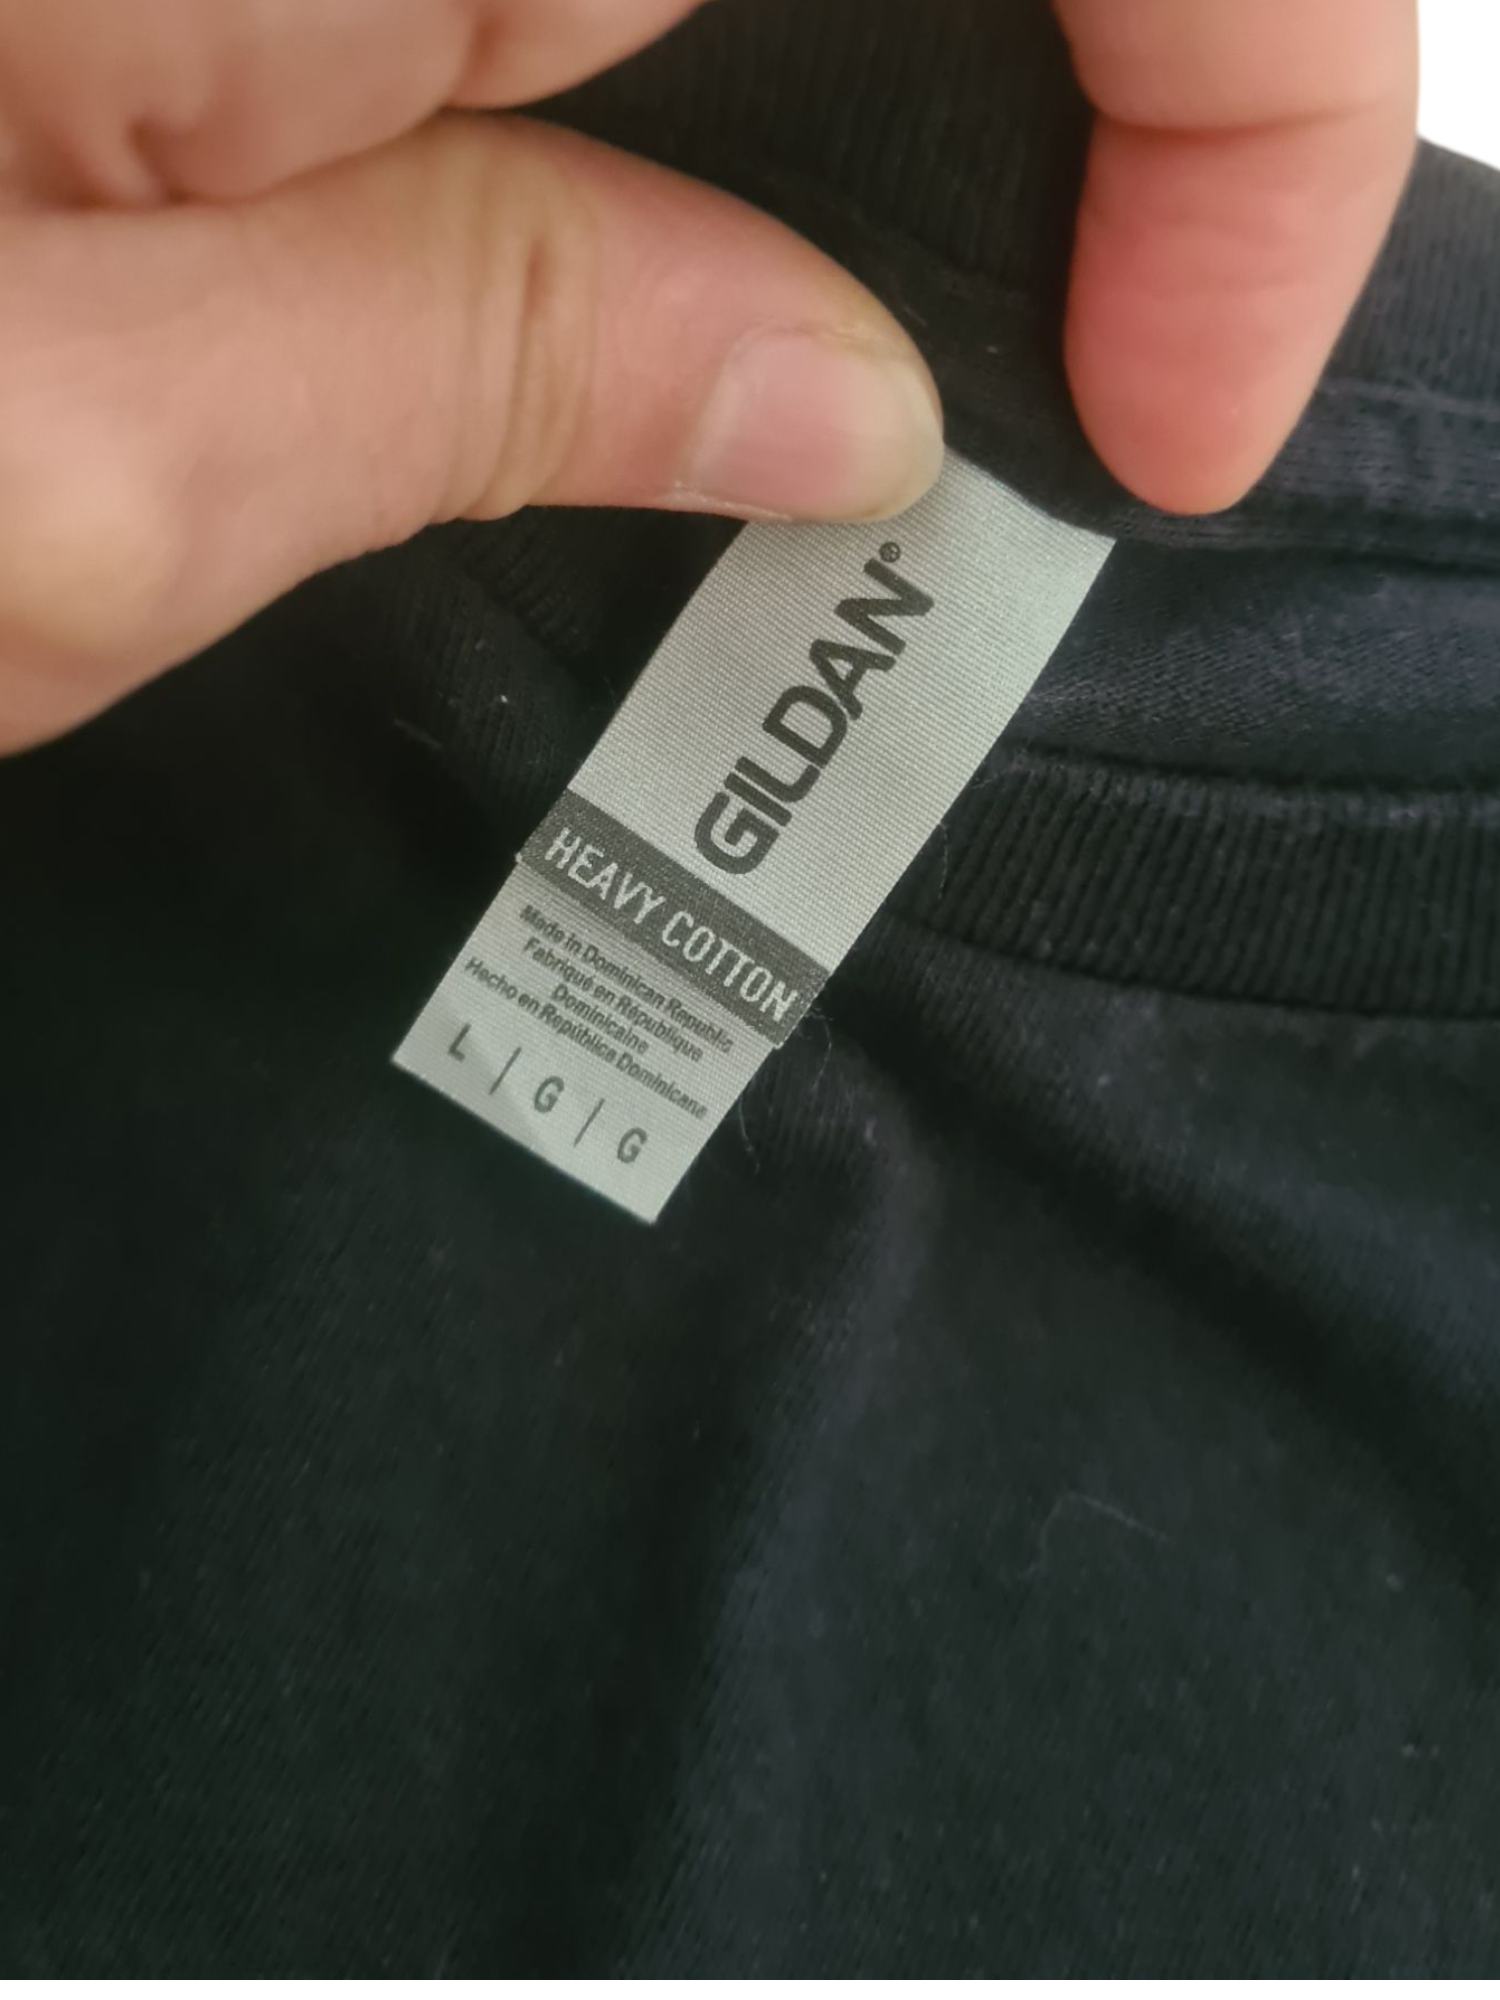 GILDAN®
HEAVY COTTON
Made in Dominican Republic
Fabriqué en République
Dominicaine
Hecho en República Dominicana
L | G | G